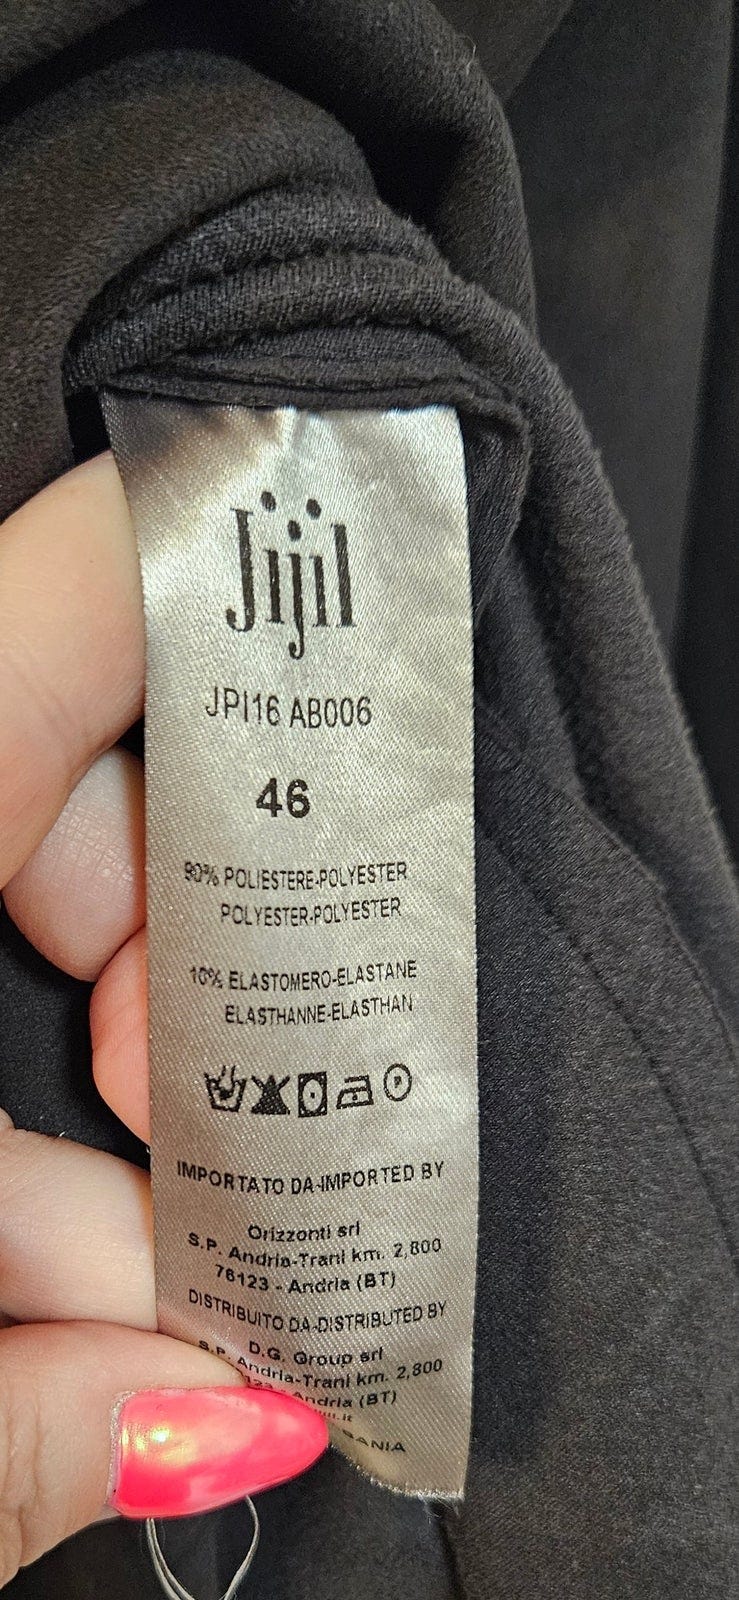 Jijil
JPI16 AB006
46
90% POLIESTERE-POLYESTER
POLYESTER-POLYESTER
10% ELASTOMERO-ELASTANE
ELASTHANNE-ELASTHAN
P
IMPORTATO DA-IMPORTED BY
Orizzonti srl
S.P. Andria-Trani km. 2,800
76123 - Andria (BT)
DISTRIBUITO DA-DISTRIBUTED BY
D.G. Group srl
S.P. Andria-Trani km. 2,800
Andria (BT)